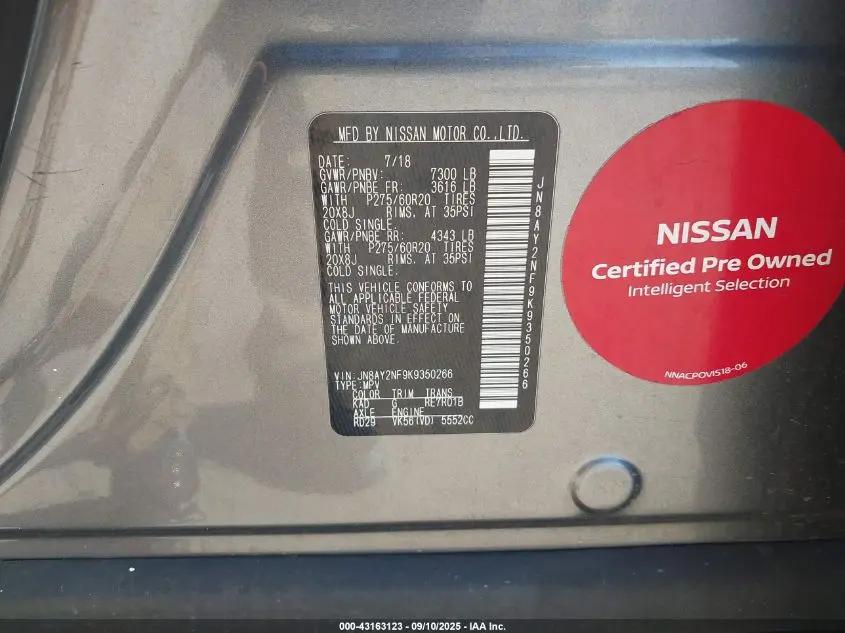 MFD BY NISSAN MOTOR CO.,LTD.
DATE: 7/18
GVWR/PNBV: 7300 LB
GAWR/PNBE FR: 3616 LB
WITH P275/60R20 TIRES
20X8J RIMS. AT 35PSI
COLD SINGLE.
GAWR/PNBE RR: 4343 LB
WITH P275/60R20 TIRES
20X8J RIMS. AT 35PSI
COLD SINGLE.
THIS VEHICLE CONFORMS TO
ALL APPLICABLE FEDERAL
MOTOR VEHICLE SAFETY
STANDARDS IN EFFECT ON
THE DATE OF MANUFACTURE
SHOWN ABOVE.
VIN:JN8AY2NF9K9350266
TYPE:MPV
COLOR TRIM TRANS
KAD G RE7R01B
AXLE ENGINE
RD29 VK56(VD) 5552CC
JN8AY2NF9K9350266
NISSAN
Certified Pre Owned
Intelligent Selection
NNACPOVIS18-06
000-43163123 - 09/10/2025 - IAA Inc.